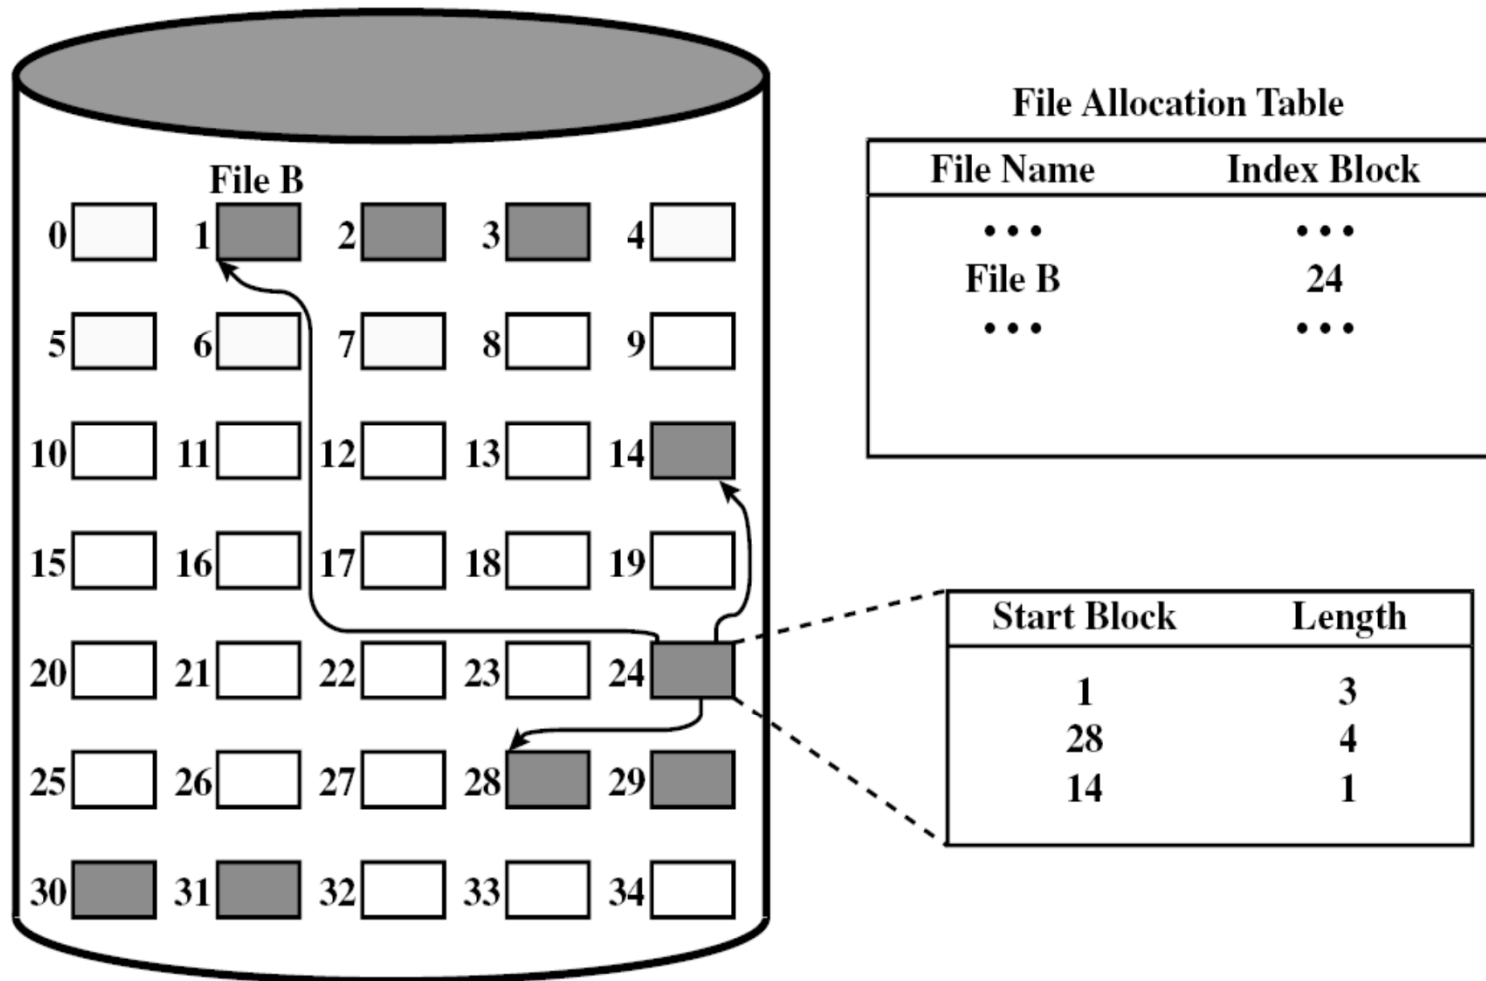 File B
0 1 2 3 4
5 6 7 8 9
10 11 12 13 14
15 16 17 18 19
20 21 22 23 24
25 26 27 28 29
30 31 32 33 34
File Allocation Table
File Name Index Block
••• •••
File B 24
••• •••
Start Block Length
1 3
28 4
14 1